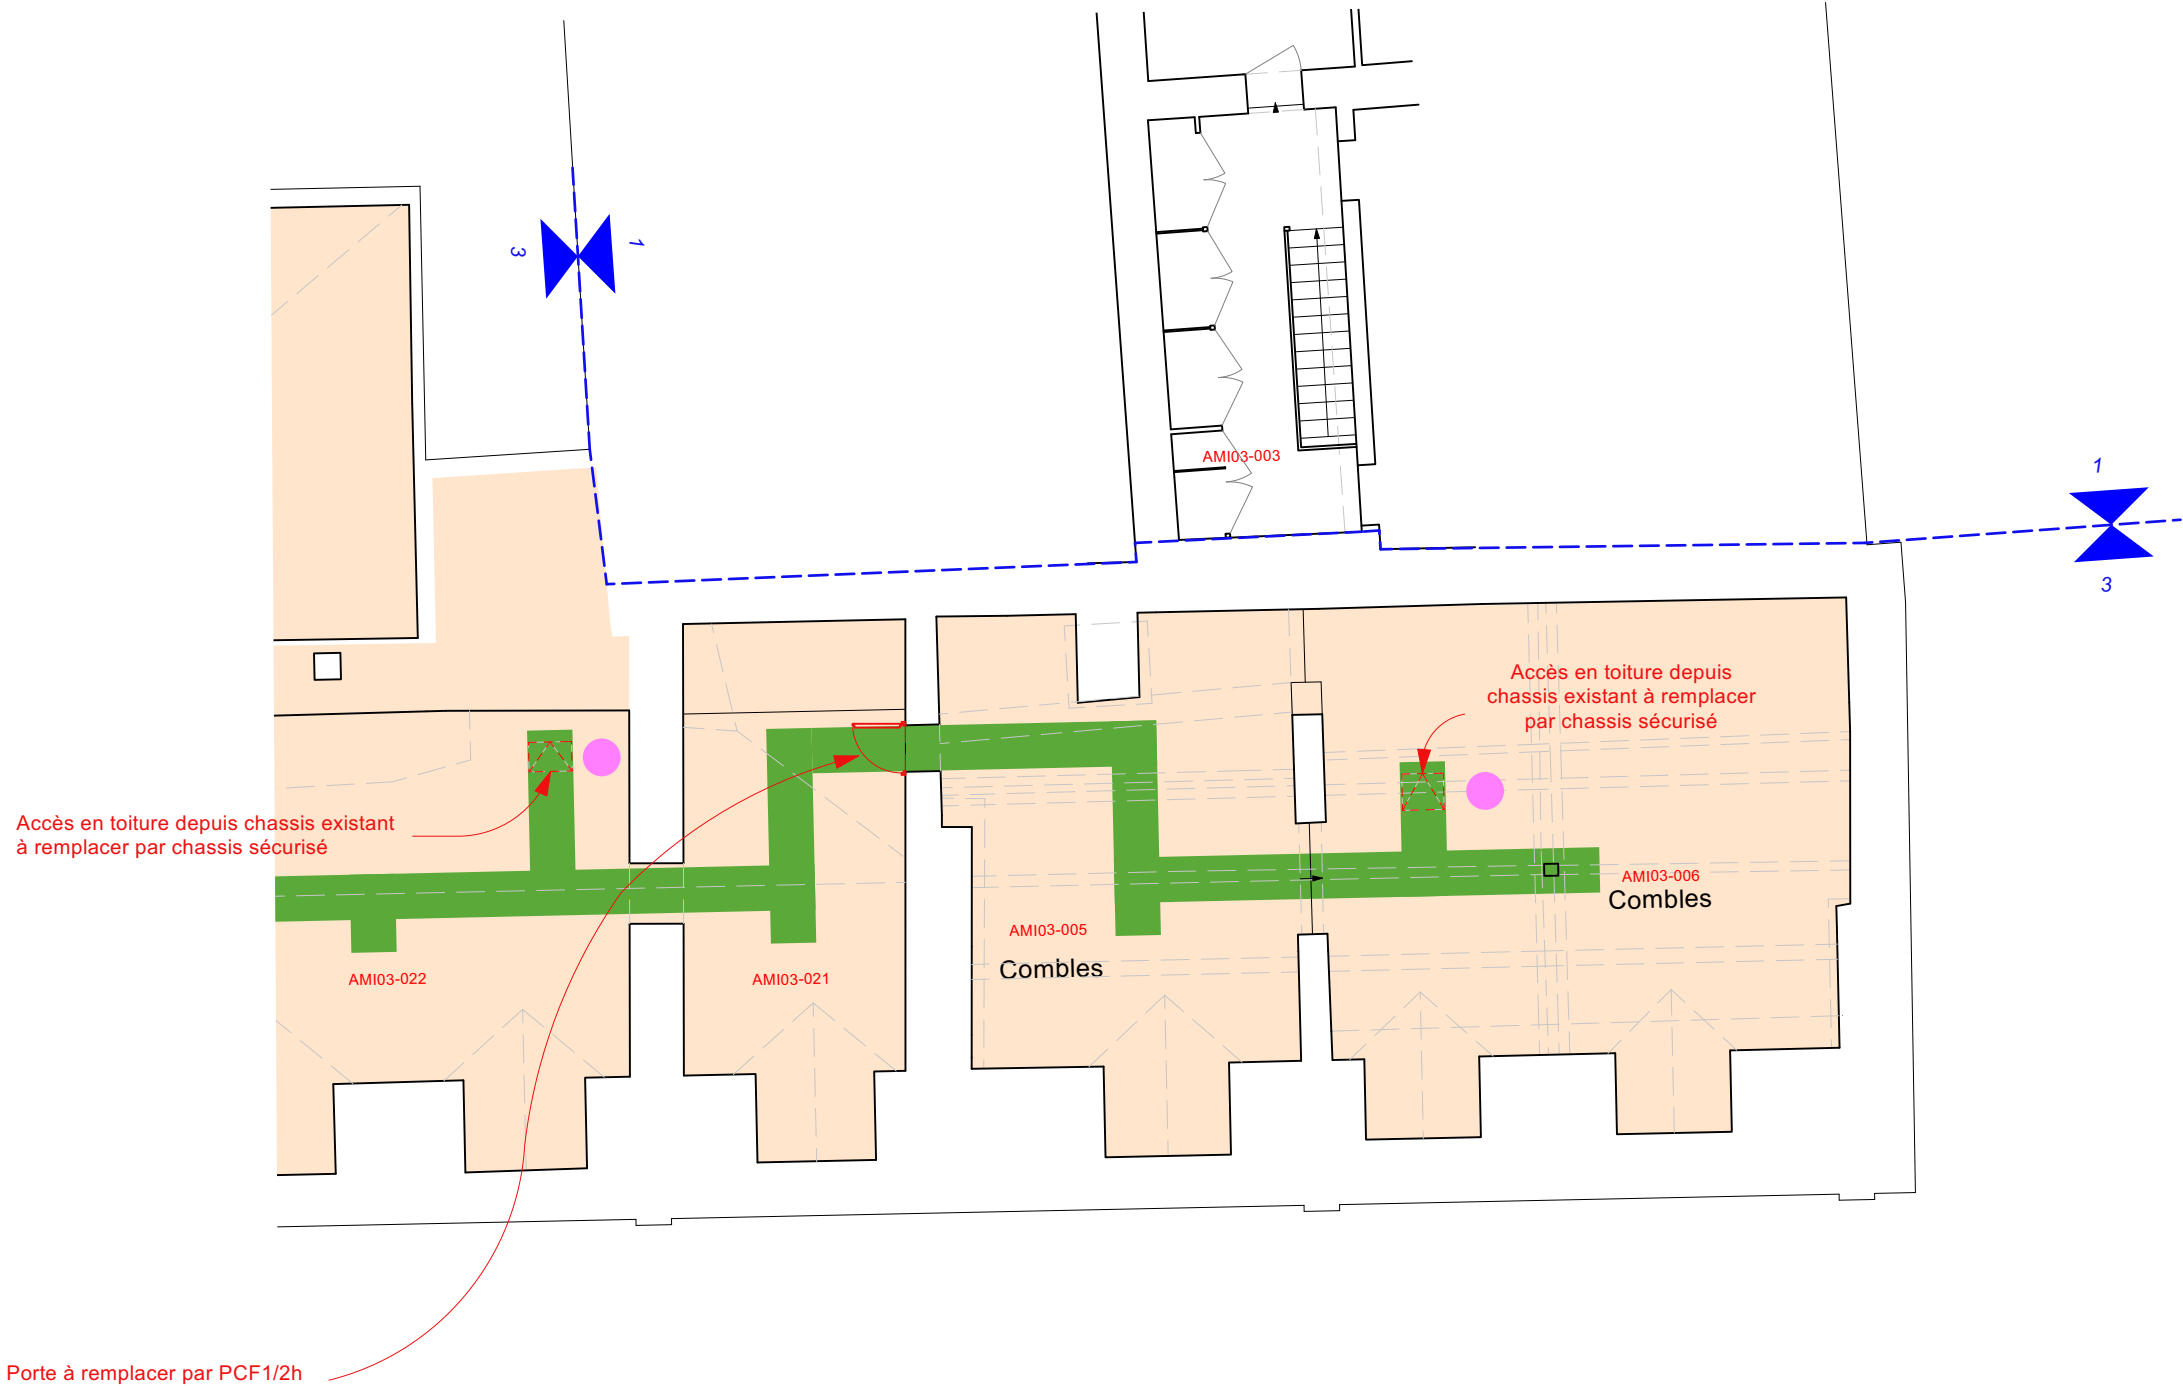 3
1
AMI03-003
1
3
Accès en toiture depuis
chassis existant à remplacer
par chassis sécurisé
Accès en toiture depuis chassis existant
à remplacer par chassis sécurisé
AMI03-006
Combles
AMI03-005
Combles
AMI03-022
AMI03-021
Porte à remplacer par PCF1/2h